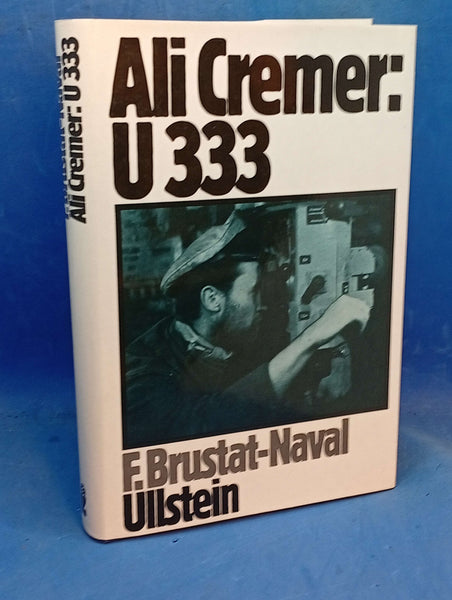 Ali Cremer:
U 333
F. Brustat-Naval
Ullstein
Ali Cremer: U 333